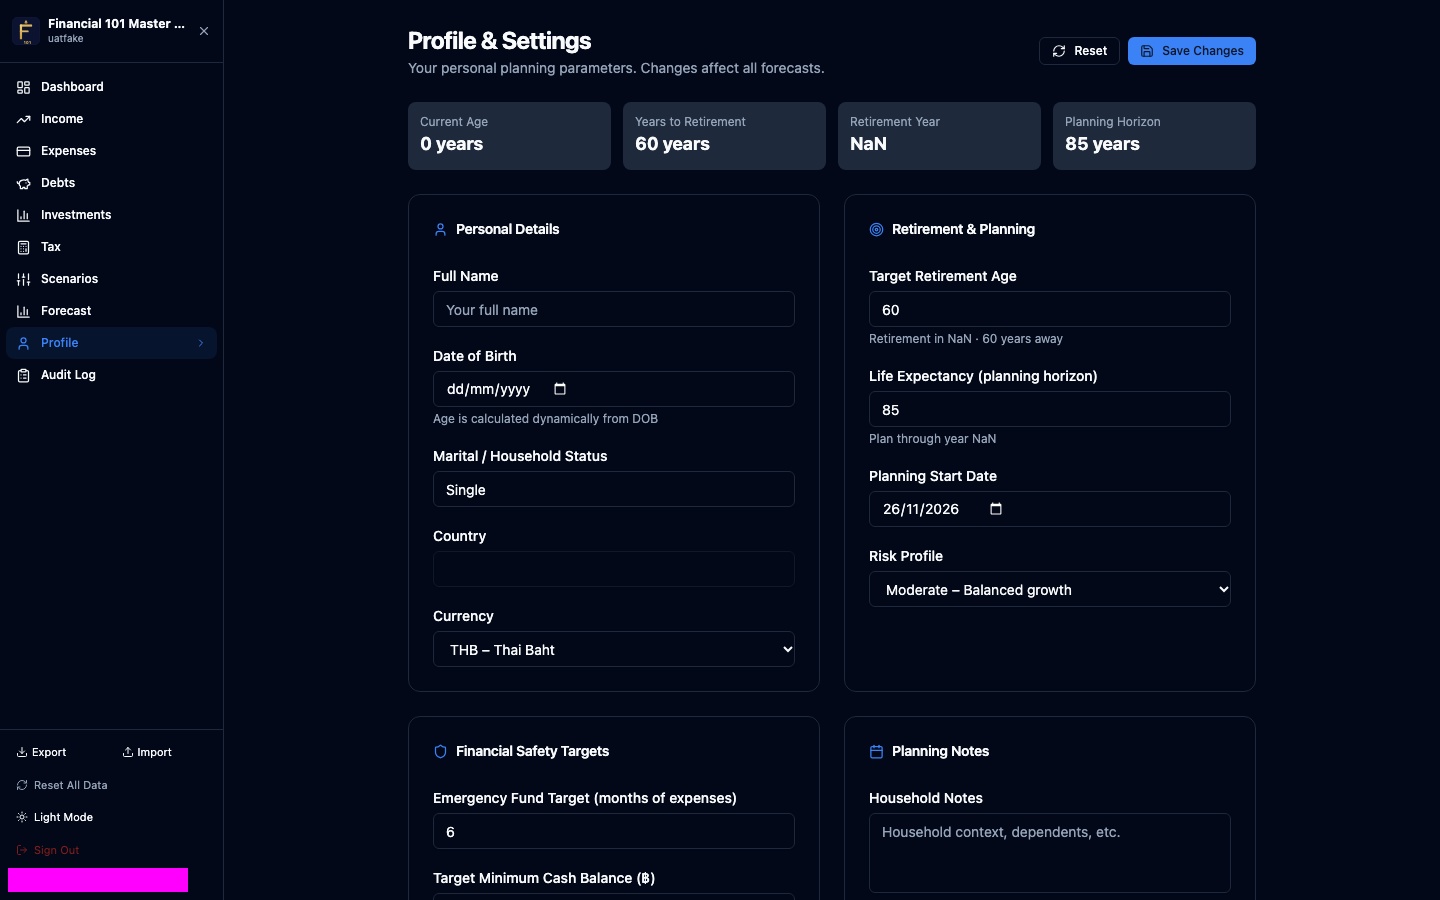 Financial 101 Master ...
uatfake
Dashboard
Income
Expenses
Debts
Investments
Tax
Scenarios
Forecast
Profile
Audit Log
Export
Import
Reset All Data
Light Mode
Sign Out
Profile & Settings
Your personal planning parameters. Changes affect all forecasts.
Reset
Save Changes
Current Age
0 years
Years to Retirement
60 years
Retirement Year
NaN
Planning Horizon
85 years
Personal Details
Full Name
Your full name
Date of Birth
dd/mm/yyyy
Age is calculated dynamically from DOB
Marital / Household Status
Single
Country
Currency
THB – Thai Baht
Retirement & Planning
Target Retirement Age
60
Retirement in NaN · 60 years away
Life Expectancy (planning horizon)
85
Plan through year NaN
Planning Start Date
26/11/2026
Risk Profile
Moderate – Balanced growth
Financial Safety Targets
Emergency Fund Target (months of expenses)
6
Target Minimum Cash Balance (฿)
Planning Notes
Household Notes
Household context, dependents, etc.